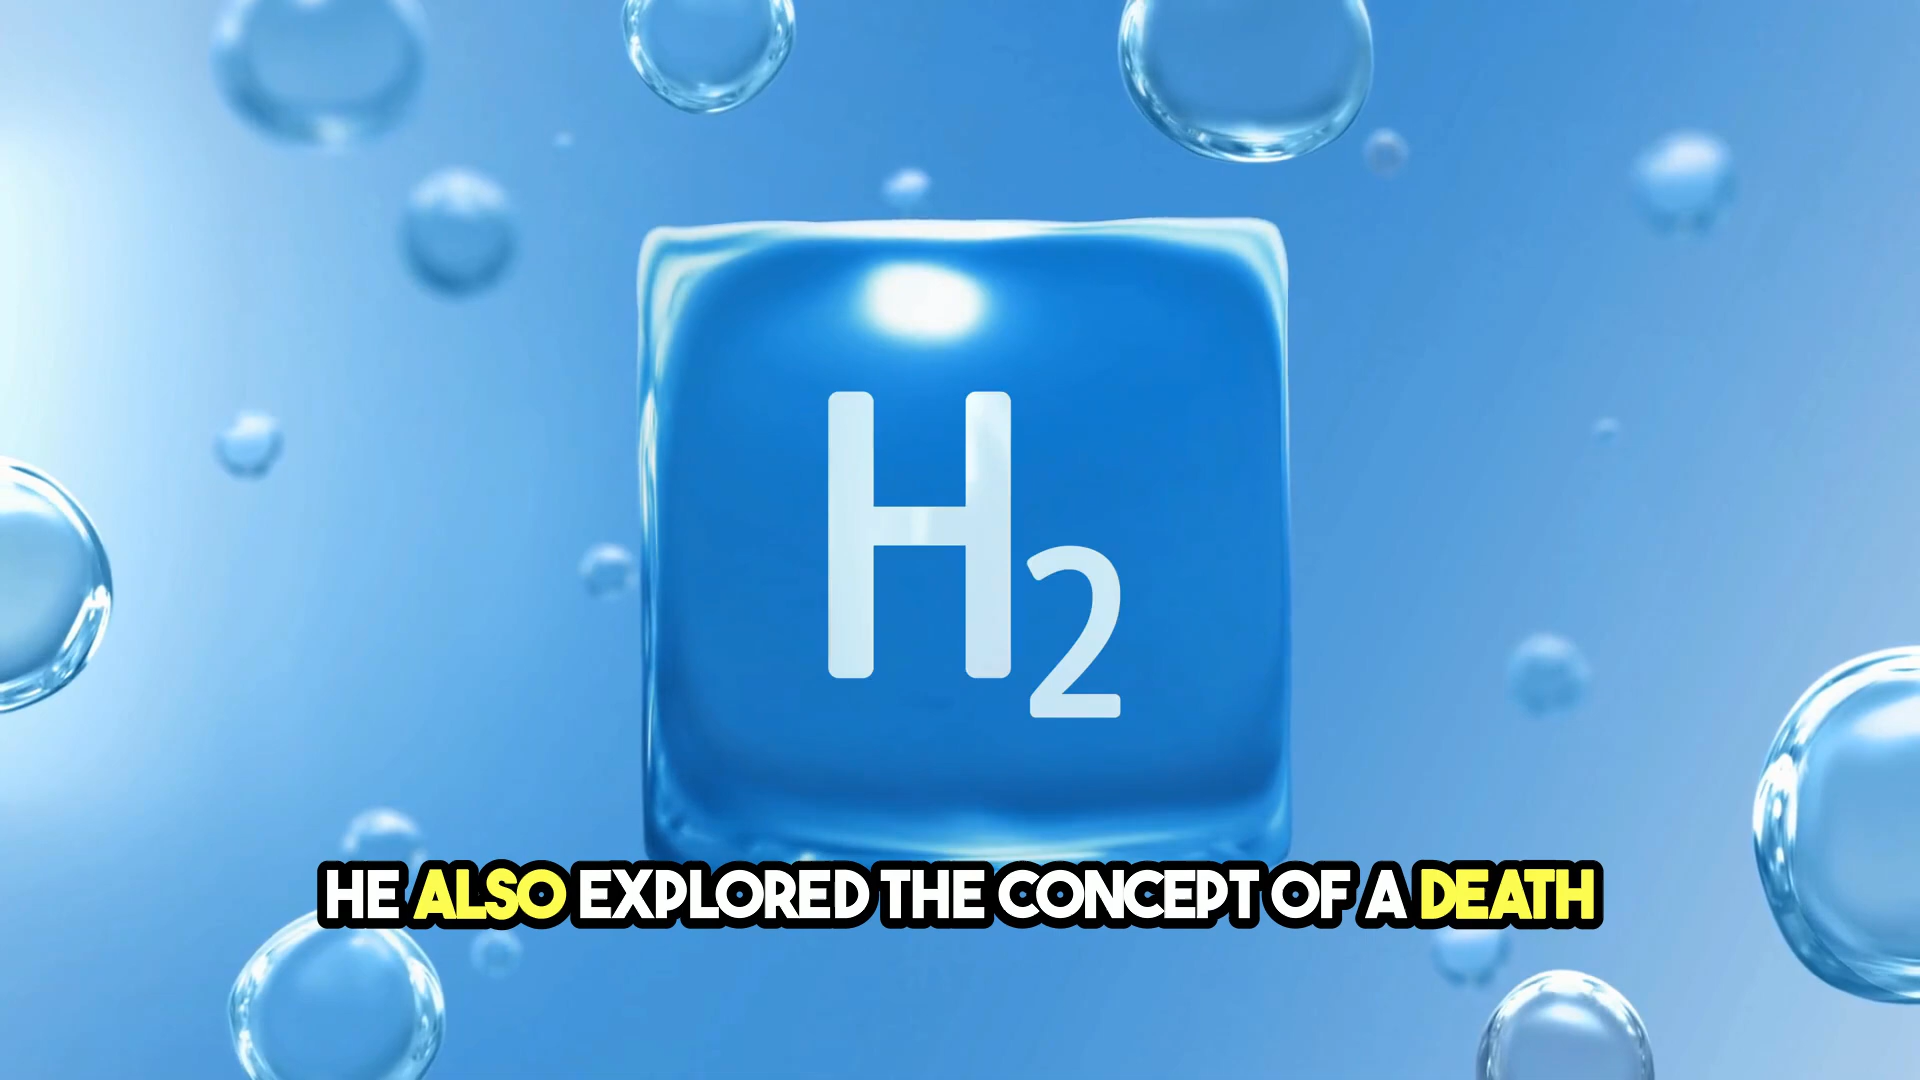 H2
HE ALSO EXPLORED THE CONCEPT OF A DEATH